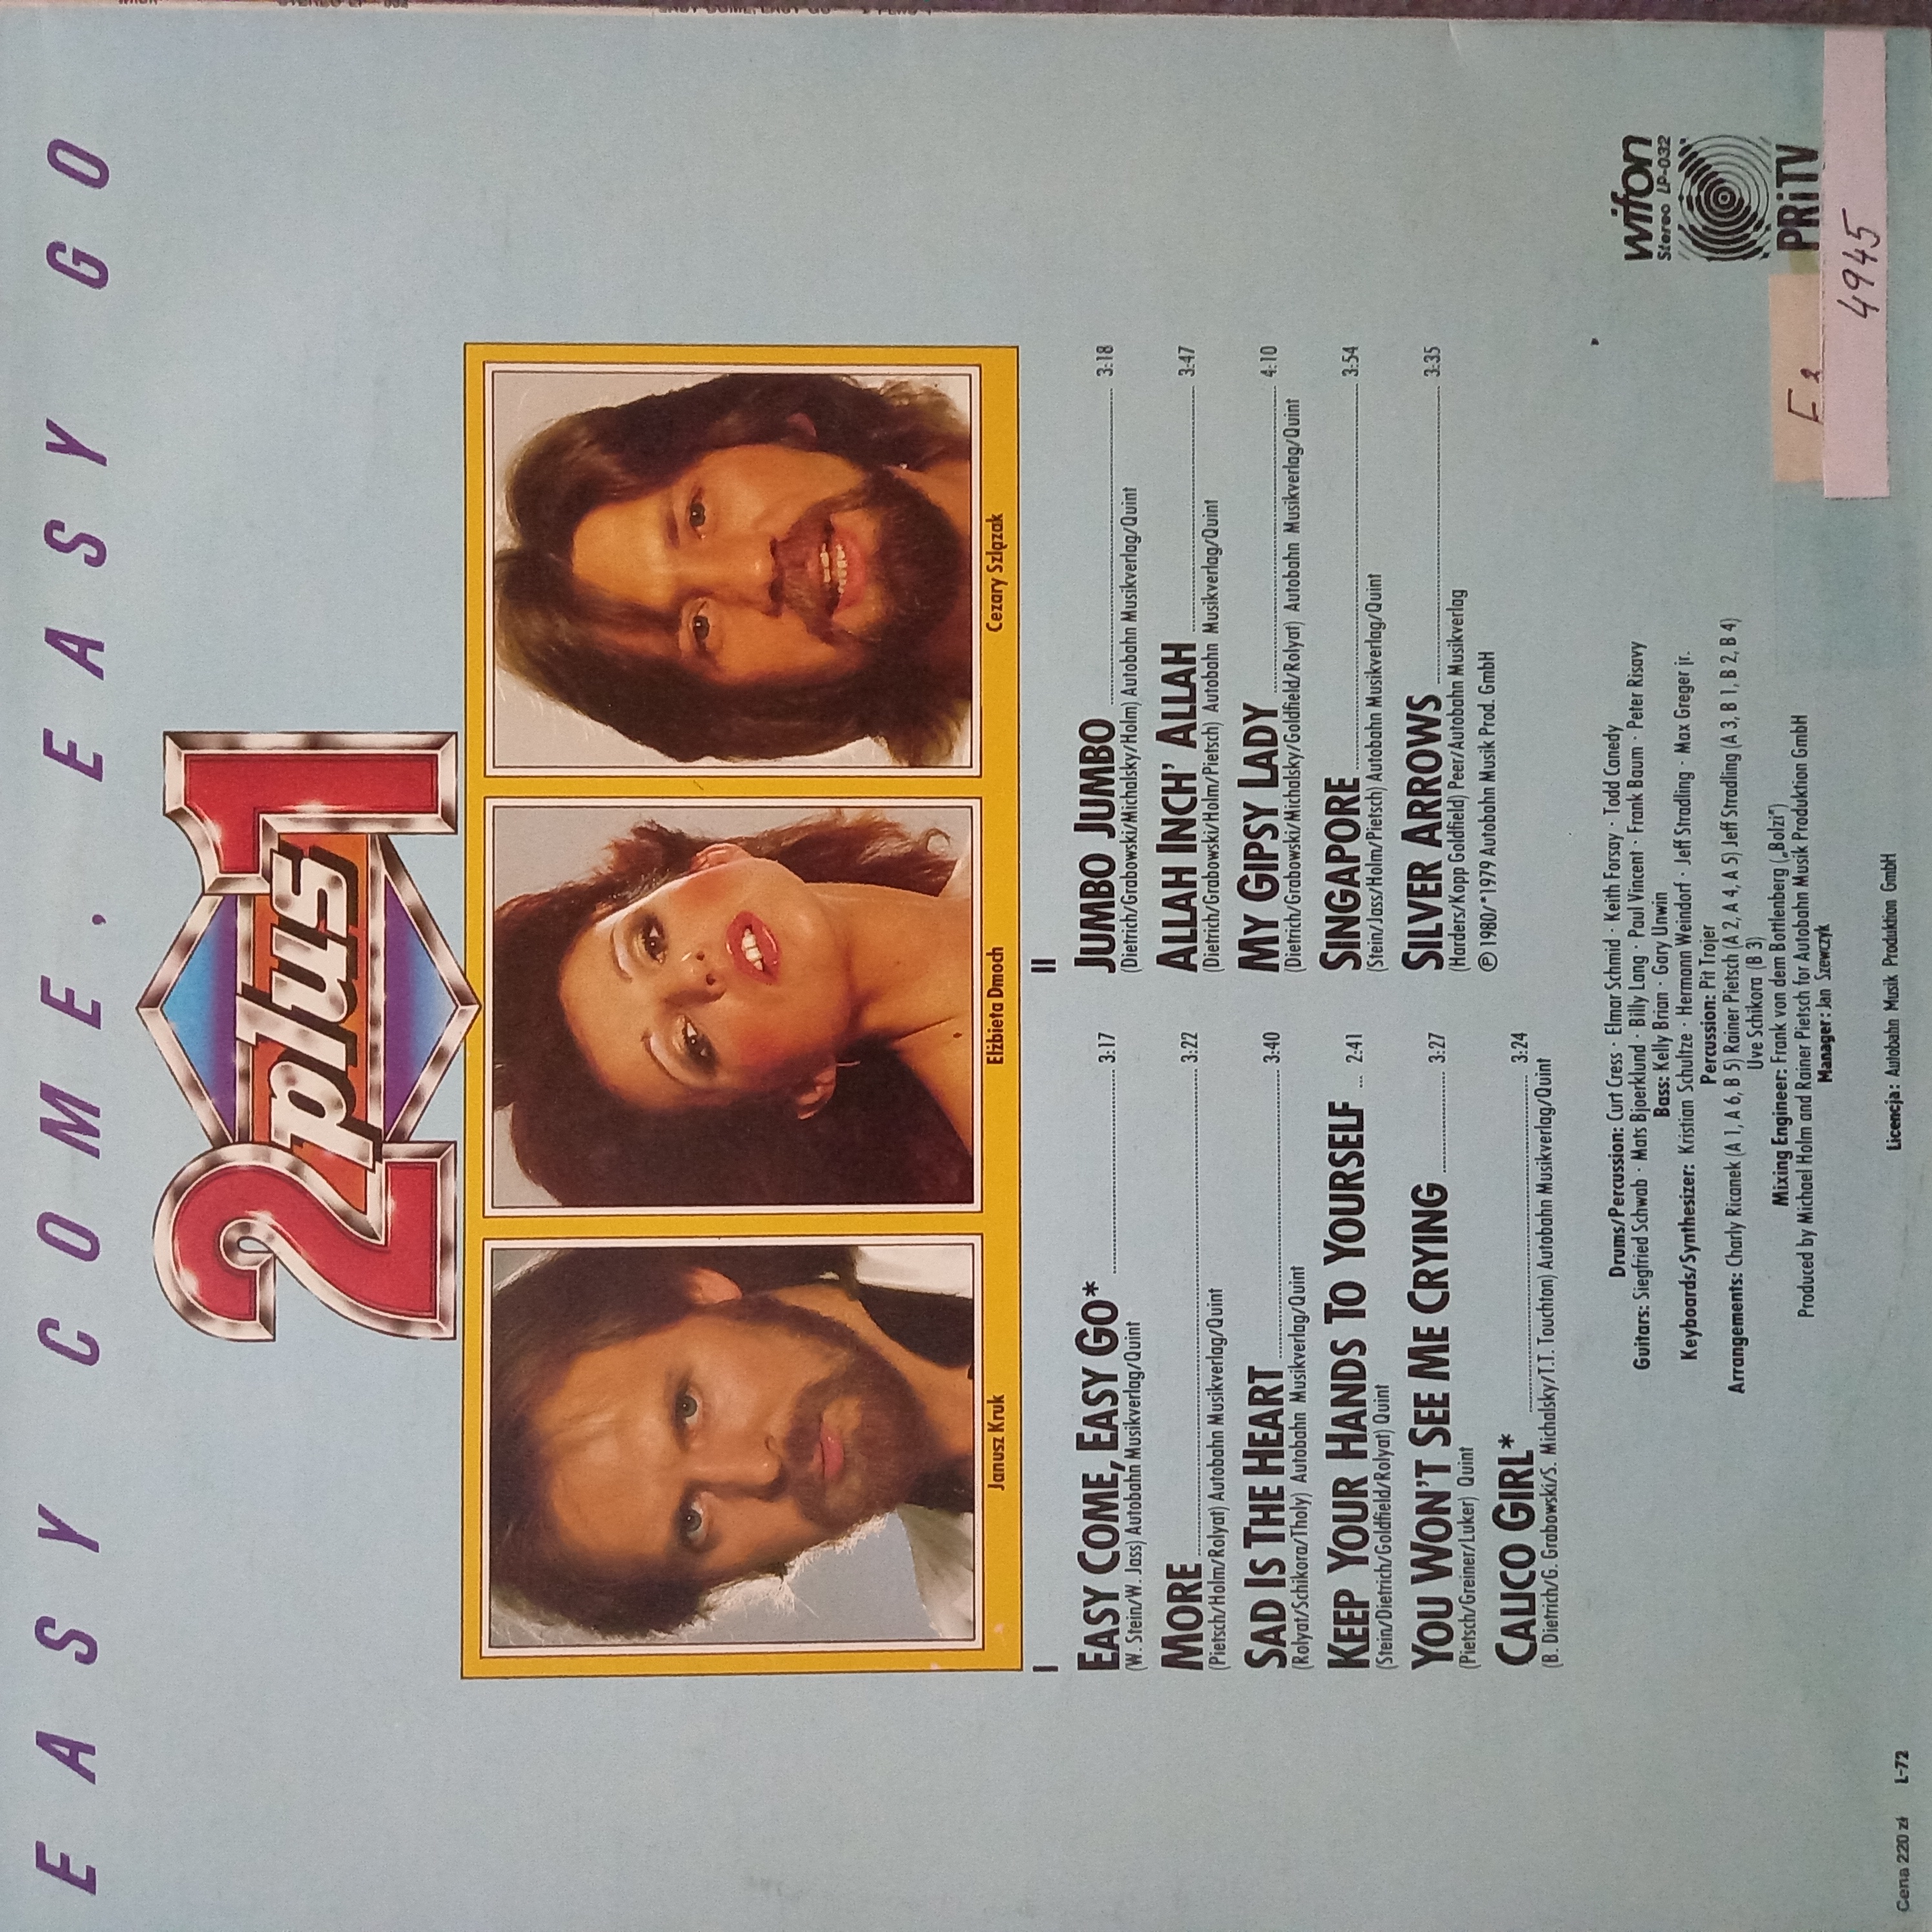 EASY COME, EASY GO
2 plus 1
Janusz Kruk
Elżbieta Dmoch
Cezary Szlązak
I
EASY COME, EASY GO* 3:17
(W. Stein/W. Jass) Autobahn Musikverlag/Quint
MORE 3:22
(Pietsch/Holm/Rolyat) Autobahn Musikverlag/Quint
SAD IS THE HEART 3:40
(Rolyat/Schikora/Tholy) Autobahn Musikverlag/Quint
KEEP YOUR HANDS TO YOURSELF 2:41
(Stein/Dietrich/Goldfield/Rolyat) Quint
YOU WON'T SEE ME CRYING 3:27
(Pietsch/Greiner/Luker) Quint
CALICO GIRL* 3:24
(B. Dietrich/G. Grabowski/S. Michalsky/T.T. Touchton) Autobahn Musikverlag/Quint
II
JUMBO JUMBO 3:18
(Dietrich/Grabowski/Michalsky/Holm) Autobahn Musikverlag/Quint
ALLAH INCH' ALLAH 3:47
(Dietrich/Grabowski/Holm/Pietsch) Autobahn Musikverlag/Quint
MY GIPSY LADY 4:10
(Dietrich/Grabowski/Michalsky/Goldfield/Rolyat) Autobahn Musikverlag/Quint
SINGAPORE 3:54
(Stein/Jass/Holm/Pietsch) Autobahn Musikverlag/Quint
SILVER ARROWS 3:35
(Harders/Kopp Goldfield) Peer/Autobahn Musikverlag
℗ 1980/*1979 Autobahn Musik Prod. GmbH
Drums/Percussion: Curt Cress · Elmar Schmid · Keith Forsay · Todd Canedy
Guitars: Siegfried Schwab · Mats Bjoerklund · Billy Lang · Paul Vincent · Frank Baum · Peter Risavy
Bass: Kelly Brian · Gary Unwin
Keyboards/Synthesizer: Kristian Schultze · Hermann Weindorf · Jeff Stradling · Max Greger jr.
Percussion: Pit Trojer
Arrangements: Charly Ricanek (A 1, A 6, B 5) Rainer Pietsch (A 2, A 4, A 5) Jeff Stradling (A 3, B 1, B 2, B 4)
Uve Schikora (B 3)
Mixing Engineer: Frank von dem Bottlenberg („Bolzi")
Produced by Michael Holm and Rainer Pietsch for Autobahn Musik Produktion GmbH
Manager: Jan Szewczyk
Licencja: Autobahn Musik Produktion GmbH
wifon
Stereo LP-032
PRiTV
4945
Cena 220 zł L-72